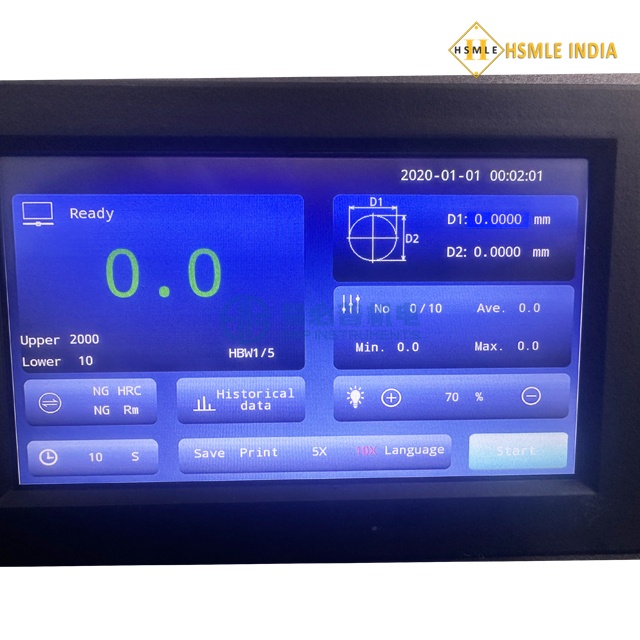 HSMLE
HSMLE INDIA
2020-01-01 00:02:01
Ready
0.0
Upper 2000
Lower 10
HBW1/5
D1
D2
D1: 0.0000 mm
D2: 0.0000 mm
No 0/10 Ave. 0.0
Min. 0.0 Max. 0.0
NG HRC
NG Rm
Historical
data
70 %
10 S
Save Print 5X 10X Language
Start